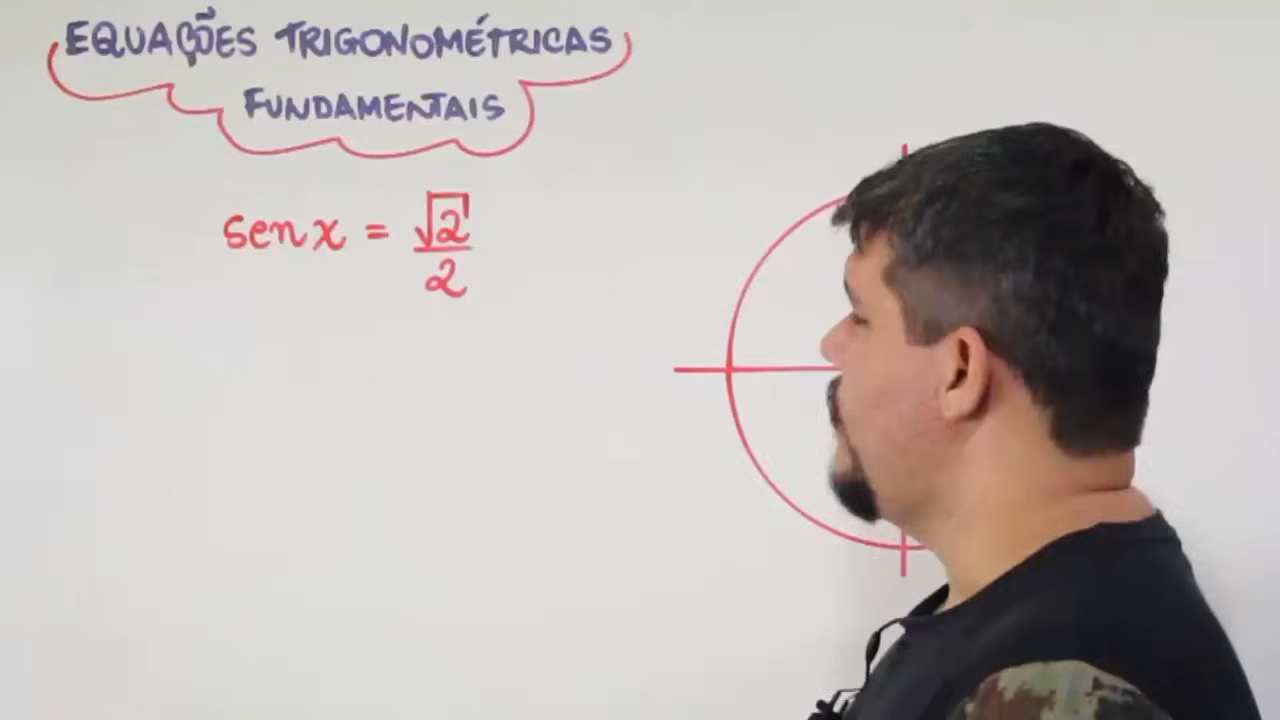 EQUAÇÕES TRIGONOMÉTRICAS
FUNDAMENTAIS
sen x = √2/2